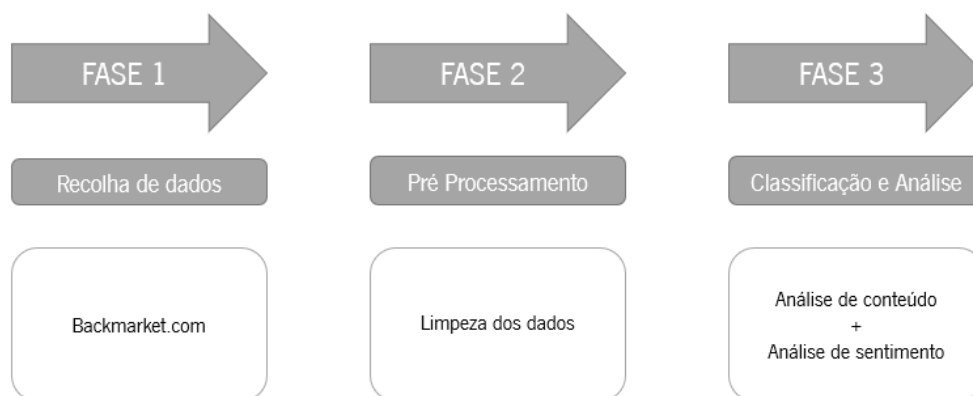 FASE 1
FASE 2
FASE 3
Recolha de dados
Pré Processamento
Classificação e Análise
Backmarket.com
Limpeza dos dados
Análise de conteúdo
+
Análise de sentimento